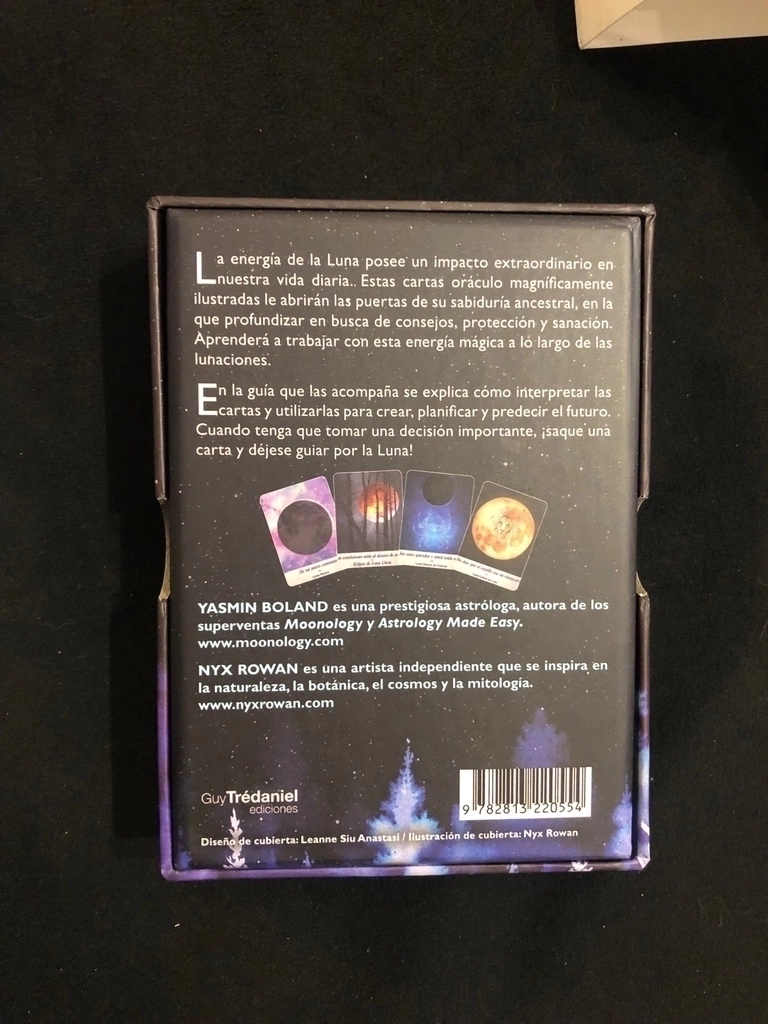 La energía de la Luna posee un impacto extraordinario en
nuestra vida diaria.. Estas cartas oráculo magníficamente
ilustradas le abrirán las puertas de su sabiduría ancestral, en la
que profundizar en busca de consejos, protección y sanación.
Aprenderá a trabajar con esta energía mágica a lo largo de las
lunaciones.
En la guía que las acompaña se explica cómo interpretar las
cartas y utilizarlas para crear, planificar y predecir el futuro.
Cuando tenga que tomar una decisión importante, ¡saque una
carta y déjese guiar por la Luna!
Eclipse de Luna Llena
YASMIN BOLAND es una prestigiosa astróloga, autora de los
superventas Moonology y Astrology Made Easy.
www.moonology.com
NYX ROWAN es una artista independiente que se inspira en
la naturaleza, la botánica, el cosmos y la mitología.
www.nyxrowan.com
GuyTrédaniel
ediciones
9 782813 220554
Diseño de cubierta: Leanne Siu Anastasi / Ilustración de cubierta: Nyx Rowan